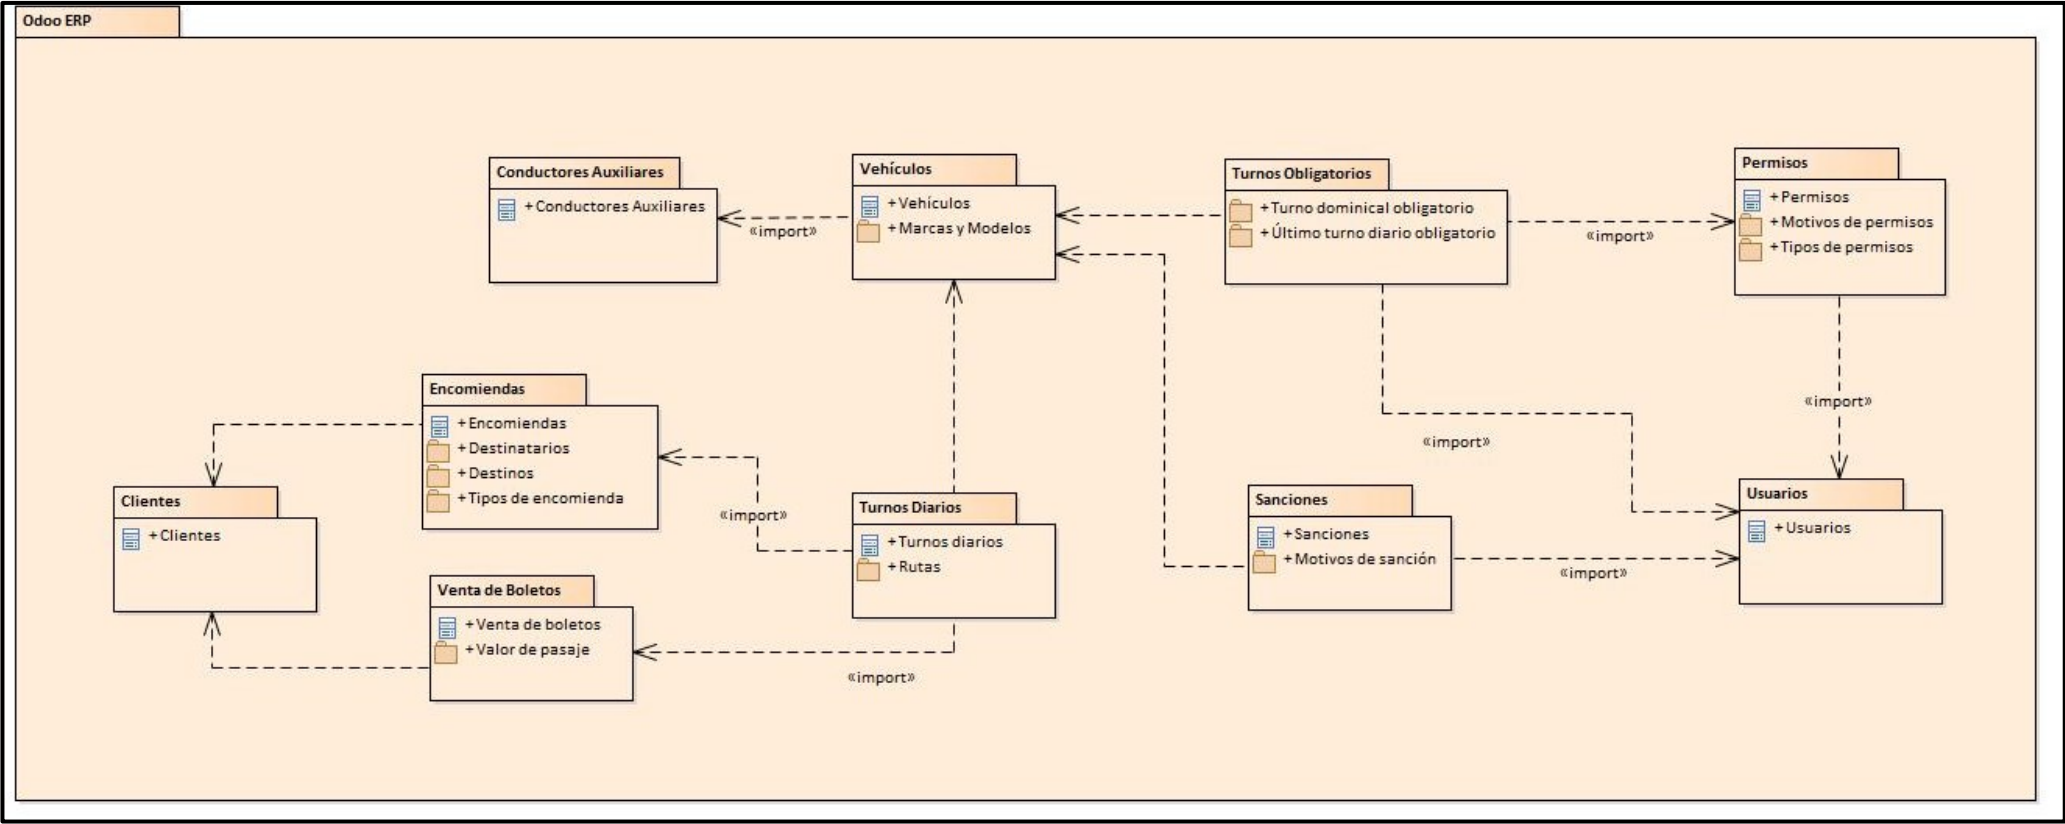 Odoo ERP
Conductores Auxiliares
+Conductores Auxiliares
«import»
Vehículos
+Vehículos
+Marcas y Modelos
Turnos Obligatorios
+Turno dominical obligatorio
+Último turno diario obligatorio
«import»
Permisos
+Permisos
+Motivos de permisos
+Tipos de permisos
«import»
«import»
Encomiendas
+Encomiendas
+Destinatarios
+Destinos
+Tipos de encomienda
«import»
Clientes
+Clientes
Turnos Diarios
+Turnos diarios
+Rutas
Sanciones
+Sanciones
+Motivos de sanción
«import»
Usuarios
+Usuarios
Venta de Boletos
+Venta de boletos
+Valor de pasaje
«import»